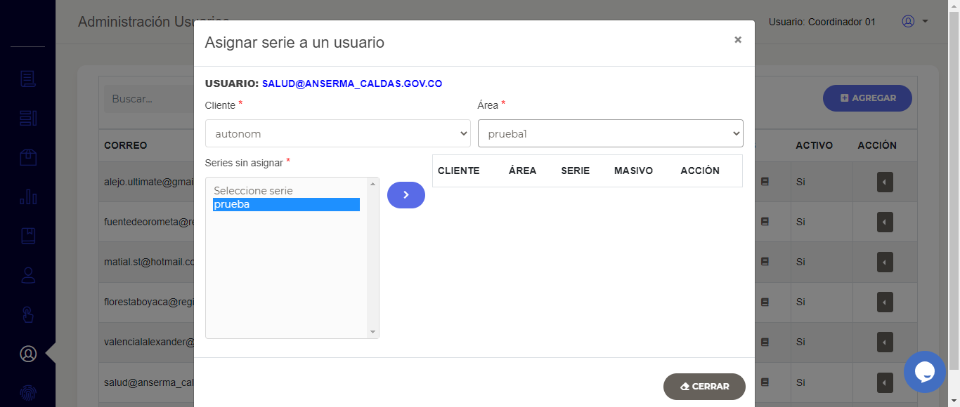 Administración Usuarios
Usuario: Coordinador 01
Asignar serie a un usuario
×
USUARIO: SALUD@ANSERMA_CALDAS.GOV.CO
Cliente *
Área *
autonom
prueba1
Series sin asignar *
Seleccione serie
prueba
CLIENTE ÁREA SERIE MASIVO ACCIÓN
CERRAR
Buscar...
AGREGAR
CORREO ACTIVO ACCIÓN
alejo.ultimate@gmai Si
fuentedeorometa@re Si
matial.st@hotmail.co Si
florestaboyaca@regi Si
valencialalexander@ Si
salud@anserma_cal Si